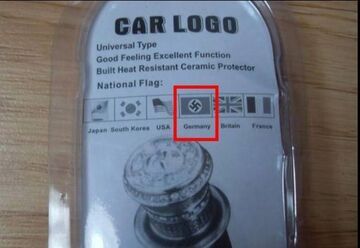 CAR LOGO
Universal Type
Good Feeling Excellent Function
Built Heat Resistant Ceramic Protector
National Flag:
Japan South Korea USA Germany Britain France